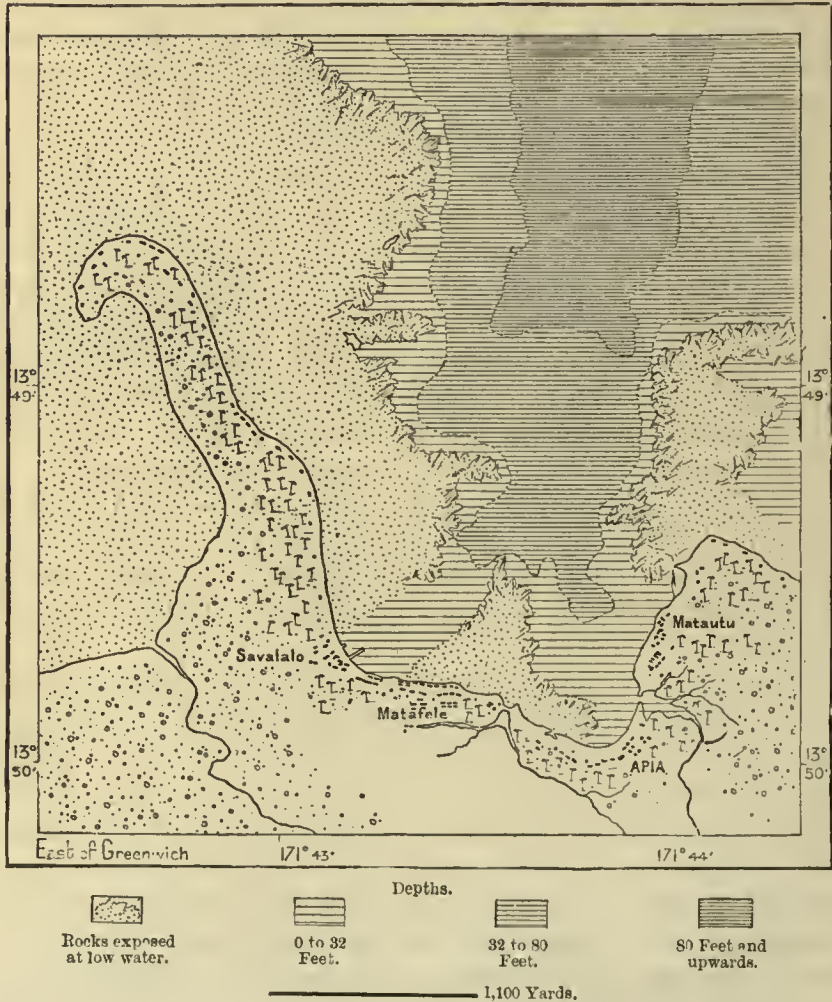 13°
49'
13°
49'
Matautu
Savalalo
Matafele
13°
50'
APIA
13°
50'
East of Greenwich
171°43'
171°44'
Depths.
Rocks exposed
at low water.
0 to 32
Feet.
32 to 80
Feet.
80 Feet and
upwards.
1,100 Yards.